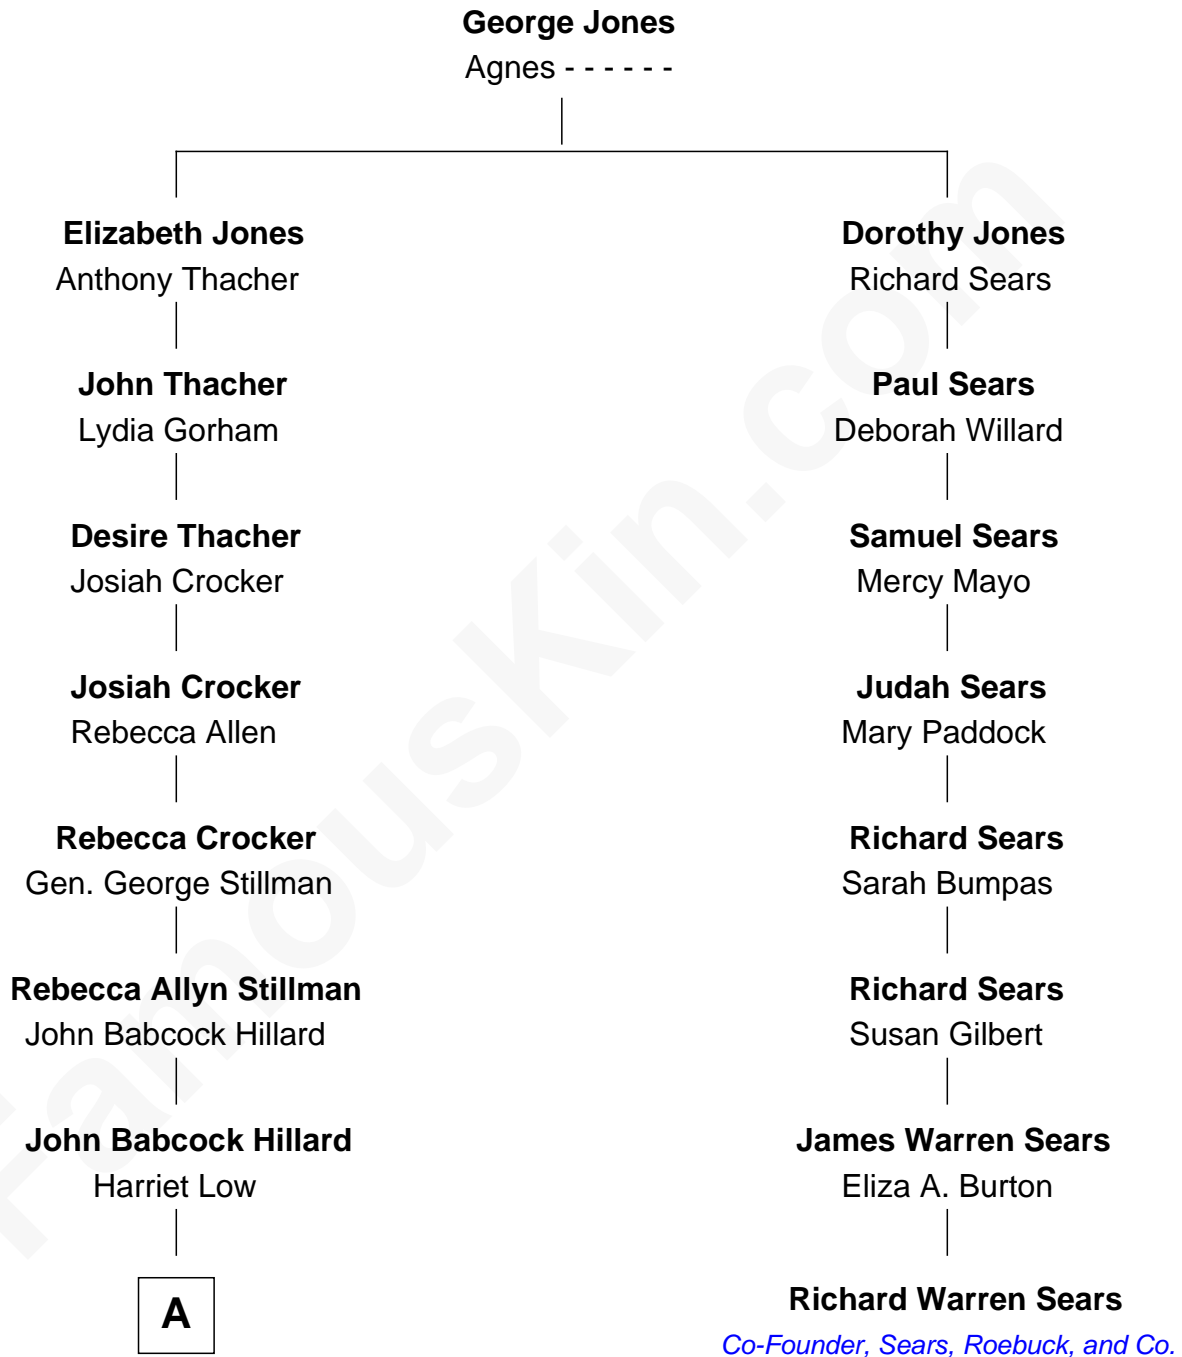 George Jones
Agnes - - - - - -
Elizabeth Jones
Anthony Thacher
Dorothy Jones
Richard Sears
John Thacher
Lydia Gorham
Paul Sears
Deborah Willard
Desire Thacher
Josiah Crocker
Samuel Sears
Mercy Mayo
Josiah Crocker
Rebecca Allen
Judah Sears
Mary Paddock
Rebecca Crocker
Gen. George Stillman
Richard Sears
Sarah Bumpas
Rebecca Allyn Stillman
John Babcock Hillard
Richard Sears
Susan Gilbert
John Babcock Hillard
Harriet Low
James Warren Sears
Eliza A. Burton
A
Richard Warren Sears
Co-Founder, Sears, Roebuck, and Co.
FamousKin.com